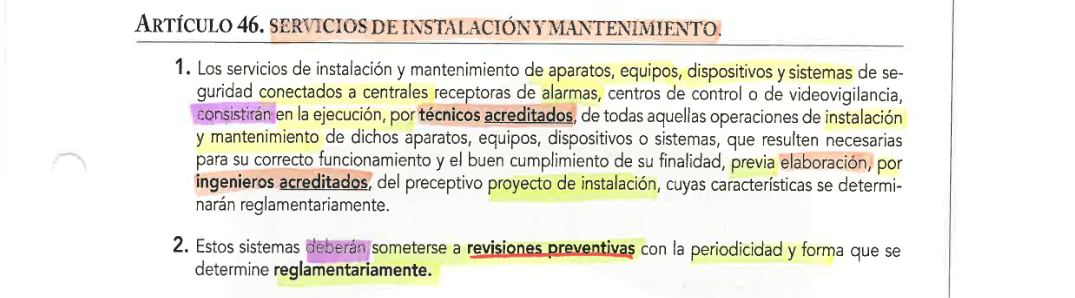 ARTÍCULO 46. SERVICIOS DE INSTALACIÓN Y MANTENIMIENTO.
1. Los servicios de instalación y mantenimiento de aparatos, equipos, dispositivos y sistemas de se-
guridad conectados a centrales receptoras de alarmas, centros de control o de videovigilancia,
consistirán en la ejecución, por técnicos acreditados, de todas aquellas operaciones de instalación
y mantenimiento de dichos aparatos, equipos, dispositivos o sistemas, que resulten necesarias
para su correcto funcionamiento y el buen cumplimiento de su finalidad, previa elaboración, por
ingenieros acreditados, del preceptivo proyecto de instalación, cuyas características se determi-
narán reglamentariamente.
2. Estos sistemas deberán someterse a revisiones preventivas con la periodicidad y forma que se
determine reglamentariamente.